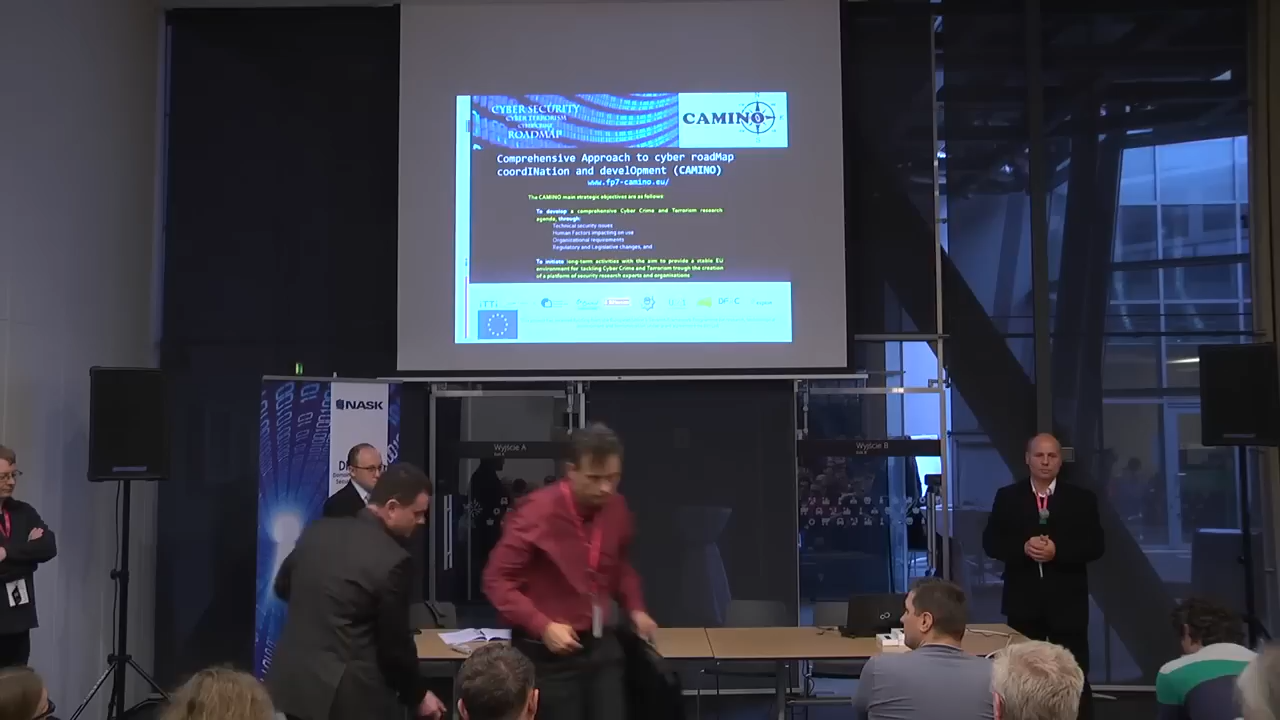 CYBER SECURITY
CYBER TERRORISM
CYBERCRIME
ROADMAP
CAMINO
N
E
Comprehensive Approach to cyber roadMap
coordINation and develOpment (CAMINO)
www.fp7-camino.eu/
The CAMINO main strategic objectives are as follows:
To develop a comprehensive Cyber Crime and Terrorism research
agenda, through:
Technical security issues
Human Factors impacting on use
Organizational requirements
Regulatory and Legislative changes, and
To initiate long-term activities with the aim to provide a stable EU
environment for tackling Cyber Crime and Terrorism trough the creation
of a platform of security research experts and organisations
iTTi
NASK
Wyjście A
Wyjście B